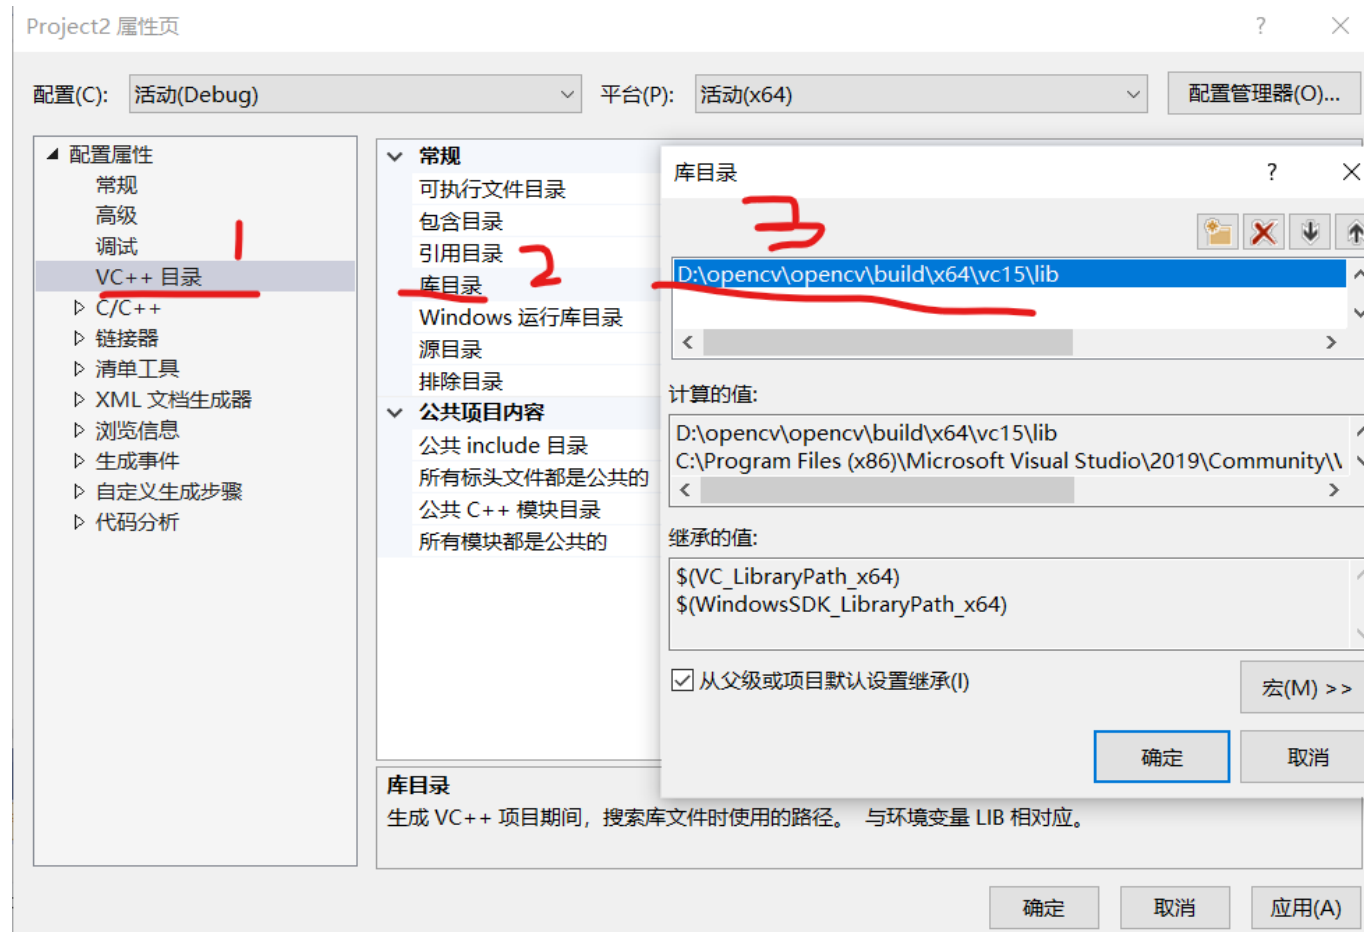 Project2 属性页
配置(C):
活动(Debug)
平台(P):
活动(x64)
配置管理器(O)...
配置属性
常规
高级
调试
VC++ 目录
C/C++
链接器
清单工具
XML 文档生成器
浏览信息
生成事件
自定义生成步骤
代码分析
1
常规
可执行文件目录
包含目录
引用目录
库目录
Windows 运行库目录
源目录
排除目录
公共项目内容
公共 include 目录
所有标头文件都是公共的
公共 C++ 模块目录
所有模块都是公共的
2
库目录
3
D:\opencv\opencv\build\x64\vc15\lib
计算的值:
D:\opencv\opencv\build\x64\vc15\lib
C:\Program Files (x86)\Microsoft Visual Studio\2019\Community\
继承的值:
$(VC_LibraryPath_x64)
$(WindowsSDK_LibraryPath_x64)
从父级或项目默认设置继承(I)
宏(M) >>
确定
取消
库目录
生成 VC++ 项目期间，搜索库文件时使用的路径。 与环境变量 LIB 相对应。
确定
取消
应用(A)